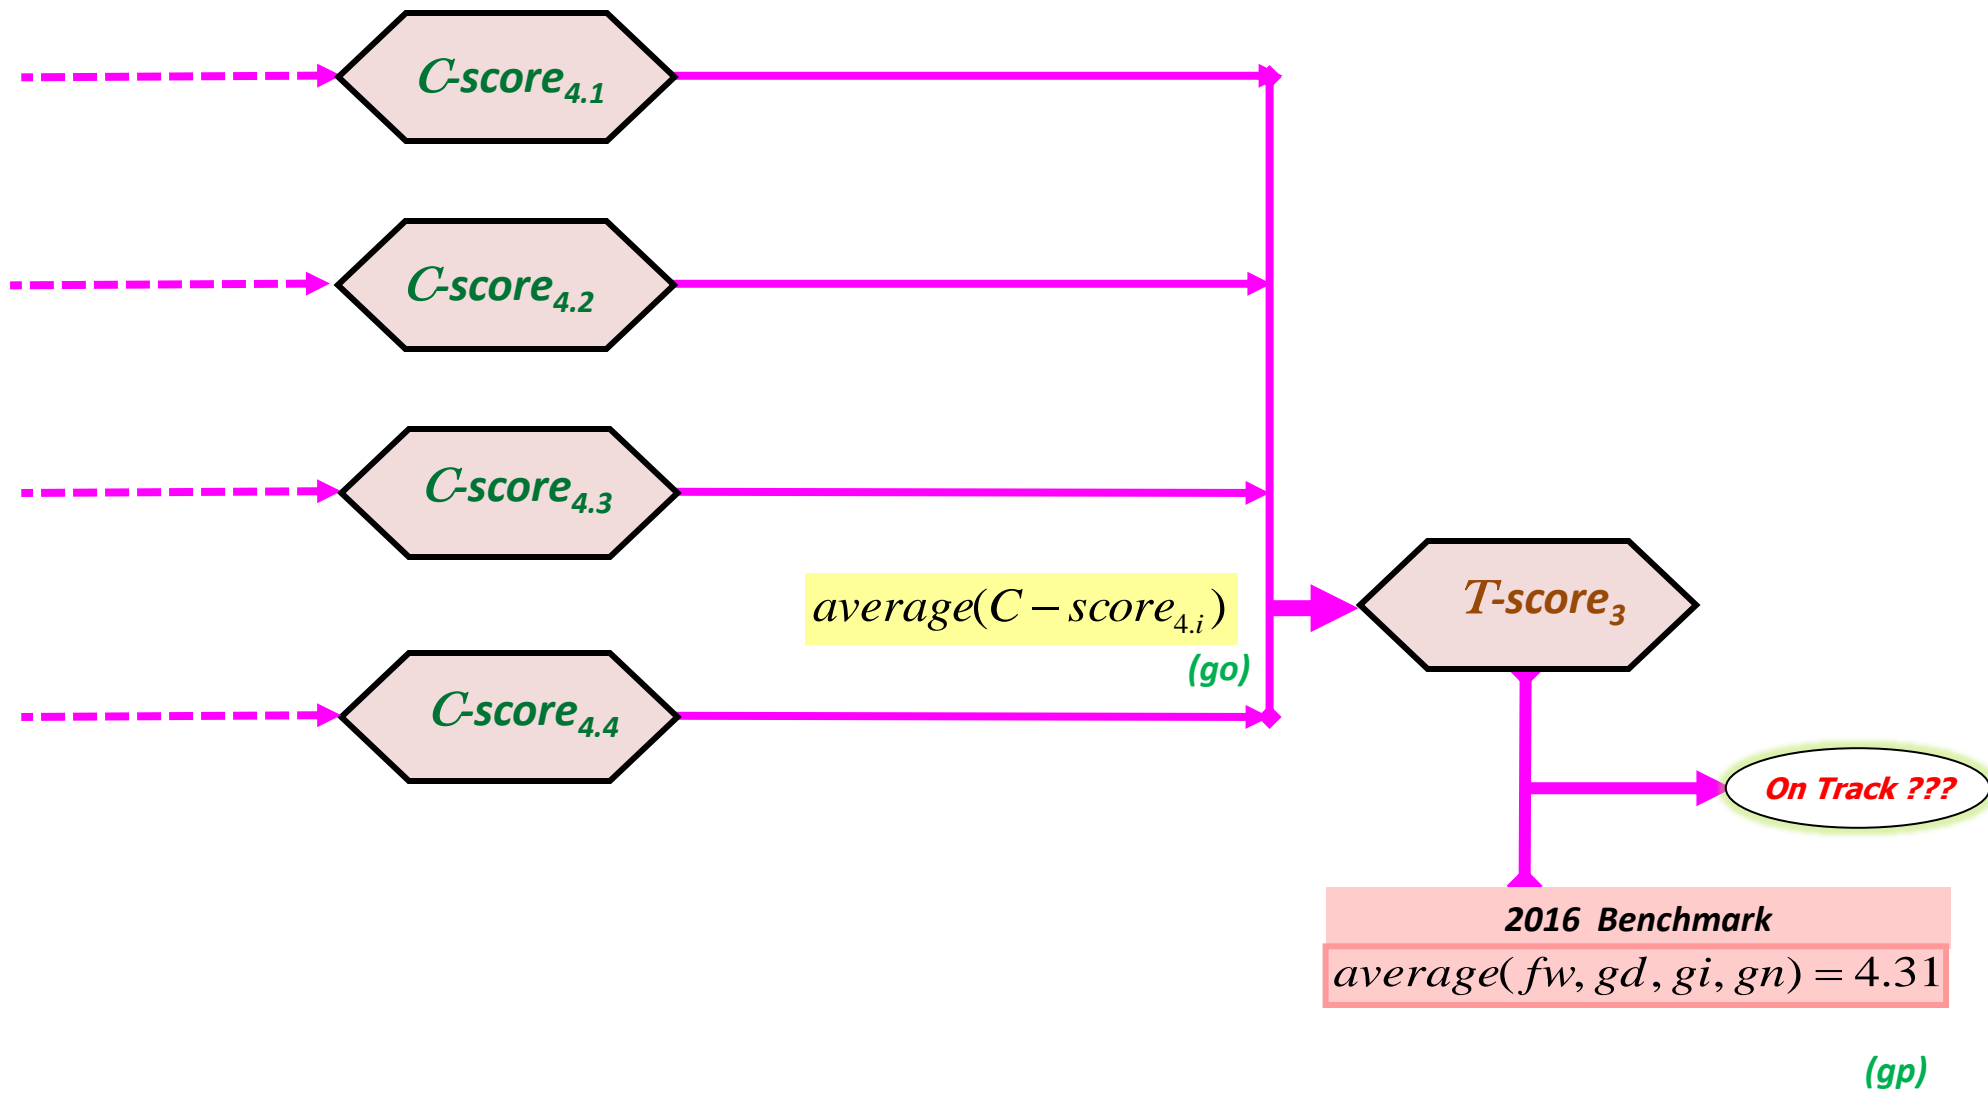 C-score4.1
C-score4.2
C-score4.3
average(C − score4.i)
T-score3
(go)
C-score4.4
On Track ???
2016 Benchmark
average(fw, gd, gi, gn) = 4.31
(gp)